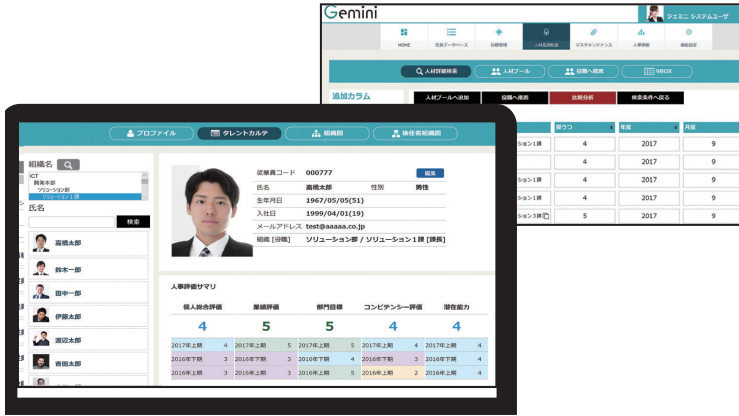 Gemini
ジェミニ システムユーザ
HOME
社員データベース
目標管理
人材活用配置
マスタメンテナンス
人事情報
機能設定
人材詳細検索
人材プール
役職へ推薦
9BOX
追加カラム
人材プールへ追加
役職へ推薦
比較分析
検索条件へ戻る
抑うつ
年度
月度
ション1課
4
2017
9
4
2017
9
ション1課
4
2017
9
ション1課
4
2017
9
ション3課
5
2017
9
プロファイル
タレントカルテ
組織図
後任者組織図
組織名
ICT
開発本部
ソリューション部
ソリューション１課
氏名
検索
高橋太郎
鈴木一郎
田中一郎
伊藤太郎
渡辺太郎
吉田太郎
従業員コード 000777 編集
氏名 高橋太郎 性別 男性
生年月日 1967/05/05(51)
入社日 1999/04/01(19)
メールアドレス test@aaaaa.co.jp
組織 [役職] ソリューション部 / ソリューション１課 [課長]
人事評価サマリ
個人総合評価 業績評価 部門目標 コンピテンシー評価 潜在能力
4 5 5 4 4
2017年上期 4 2017年上期 5 2017年上期 5 2017年上期 4 2017年上期 4
2016年下期 3 2016年下期 3 2016年下期 4 2016年下期 3 2016年下期 4
2016年上期 3 2016年上期 3 2016年上期 5 2016年上期 2 2016年上期 4